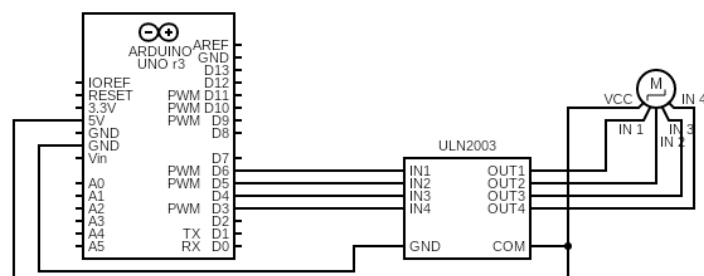 ARDUINO
UNO r3
AREF
GND
D13
D12
IOREF
RESET PWM D11
3.3V PWM D10
5V PWM D9
GND D8
GND
Vin D7
PWM D6
A0 PWM D5
A1 D4
A2 PWM D3
A3 D2
A4 TX D1
A5 RX D0
ULN2003
IN1 OUT1
IN2 OUT2
IN3 OUT3
IN4 OUT4
GND COM
M
VCC IN 4
IN 1 IN 3
IN 2